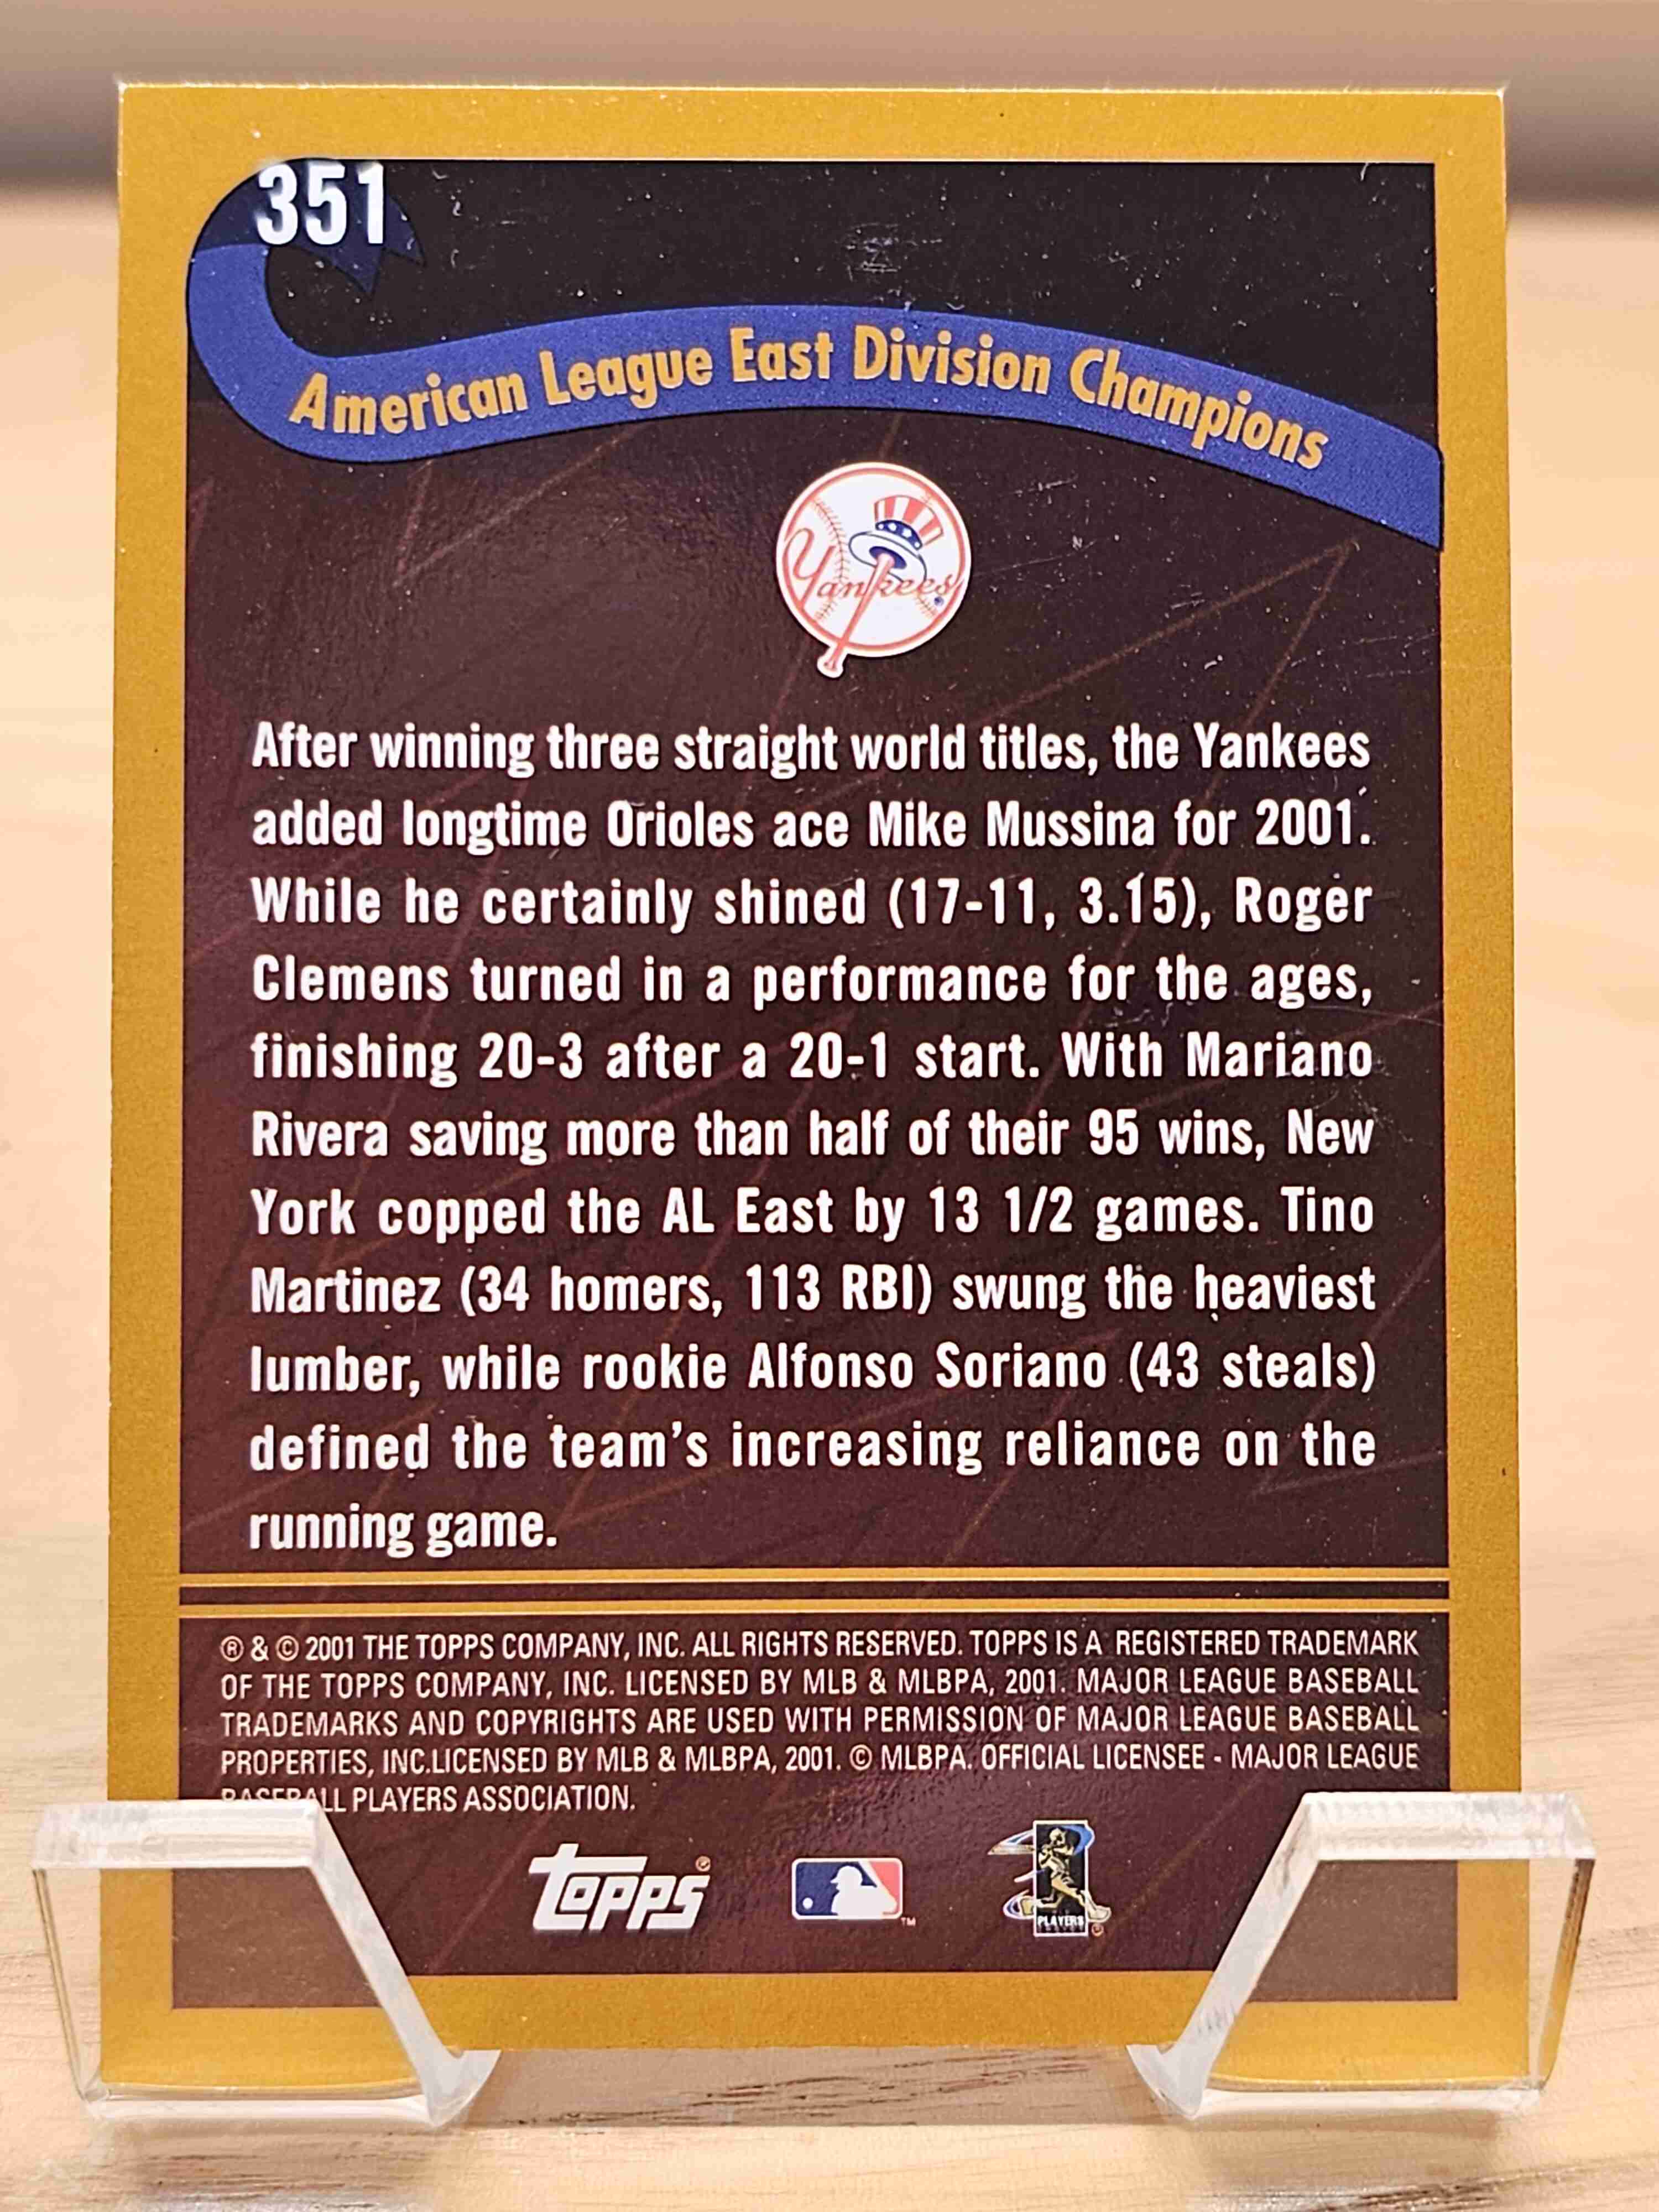 351
American League East Division Champions
Yankees
After winning three straight world titles, the Yankees
added longtime Orioles ace Mike Mussina for 2001.
While he certainly shined (17-11, 3.15), Roger
Clemens turned in a performance for the ages,
finishing 20-3 after a 20-1 start. With Mariano
Rivera saving more than half of their 95 wins, New
York copped the AL East by 13 1/2 games. Tino
Martinez (34 homers, 113 RBI) swung the heaviest
lumber, while rookie Alfonso Soriano (43 steals)
defined the team's increasing reliance on the
running game.
® & © 2001 THE TOPPS COMPANY, INC. ALL RIGHTS RESERVED. TOPPS IS A REGISTERED TRADEMARK
OF THE TOPPS COMPANY, INC. LICENSED BY MLB & MLBPA, 2001. MAJOR LEAGUE BASEBALL
TRADEMARKS AND COPYRIGHTS ARE USED WITH PERMISSION OF MAJOR LEAGUE BASEBALL
PROPERTIES, INC.LICENSED BY MLB & MLBPA, 2001. © MLBPA. OFFICIAL LICENSEE - MAJOR LEAGUE
BASEBALL PLAYERS ASSOCIATION.
Topps® ™ PLAYERS ®